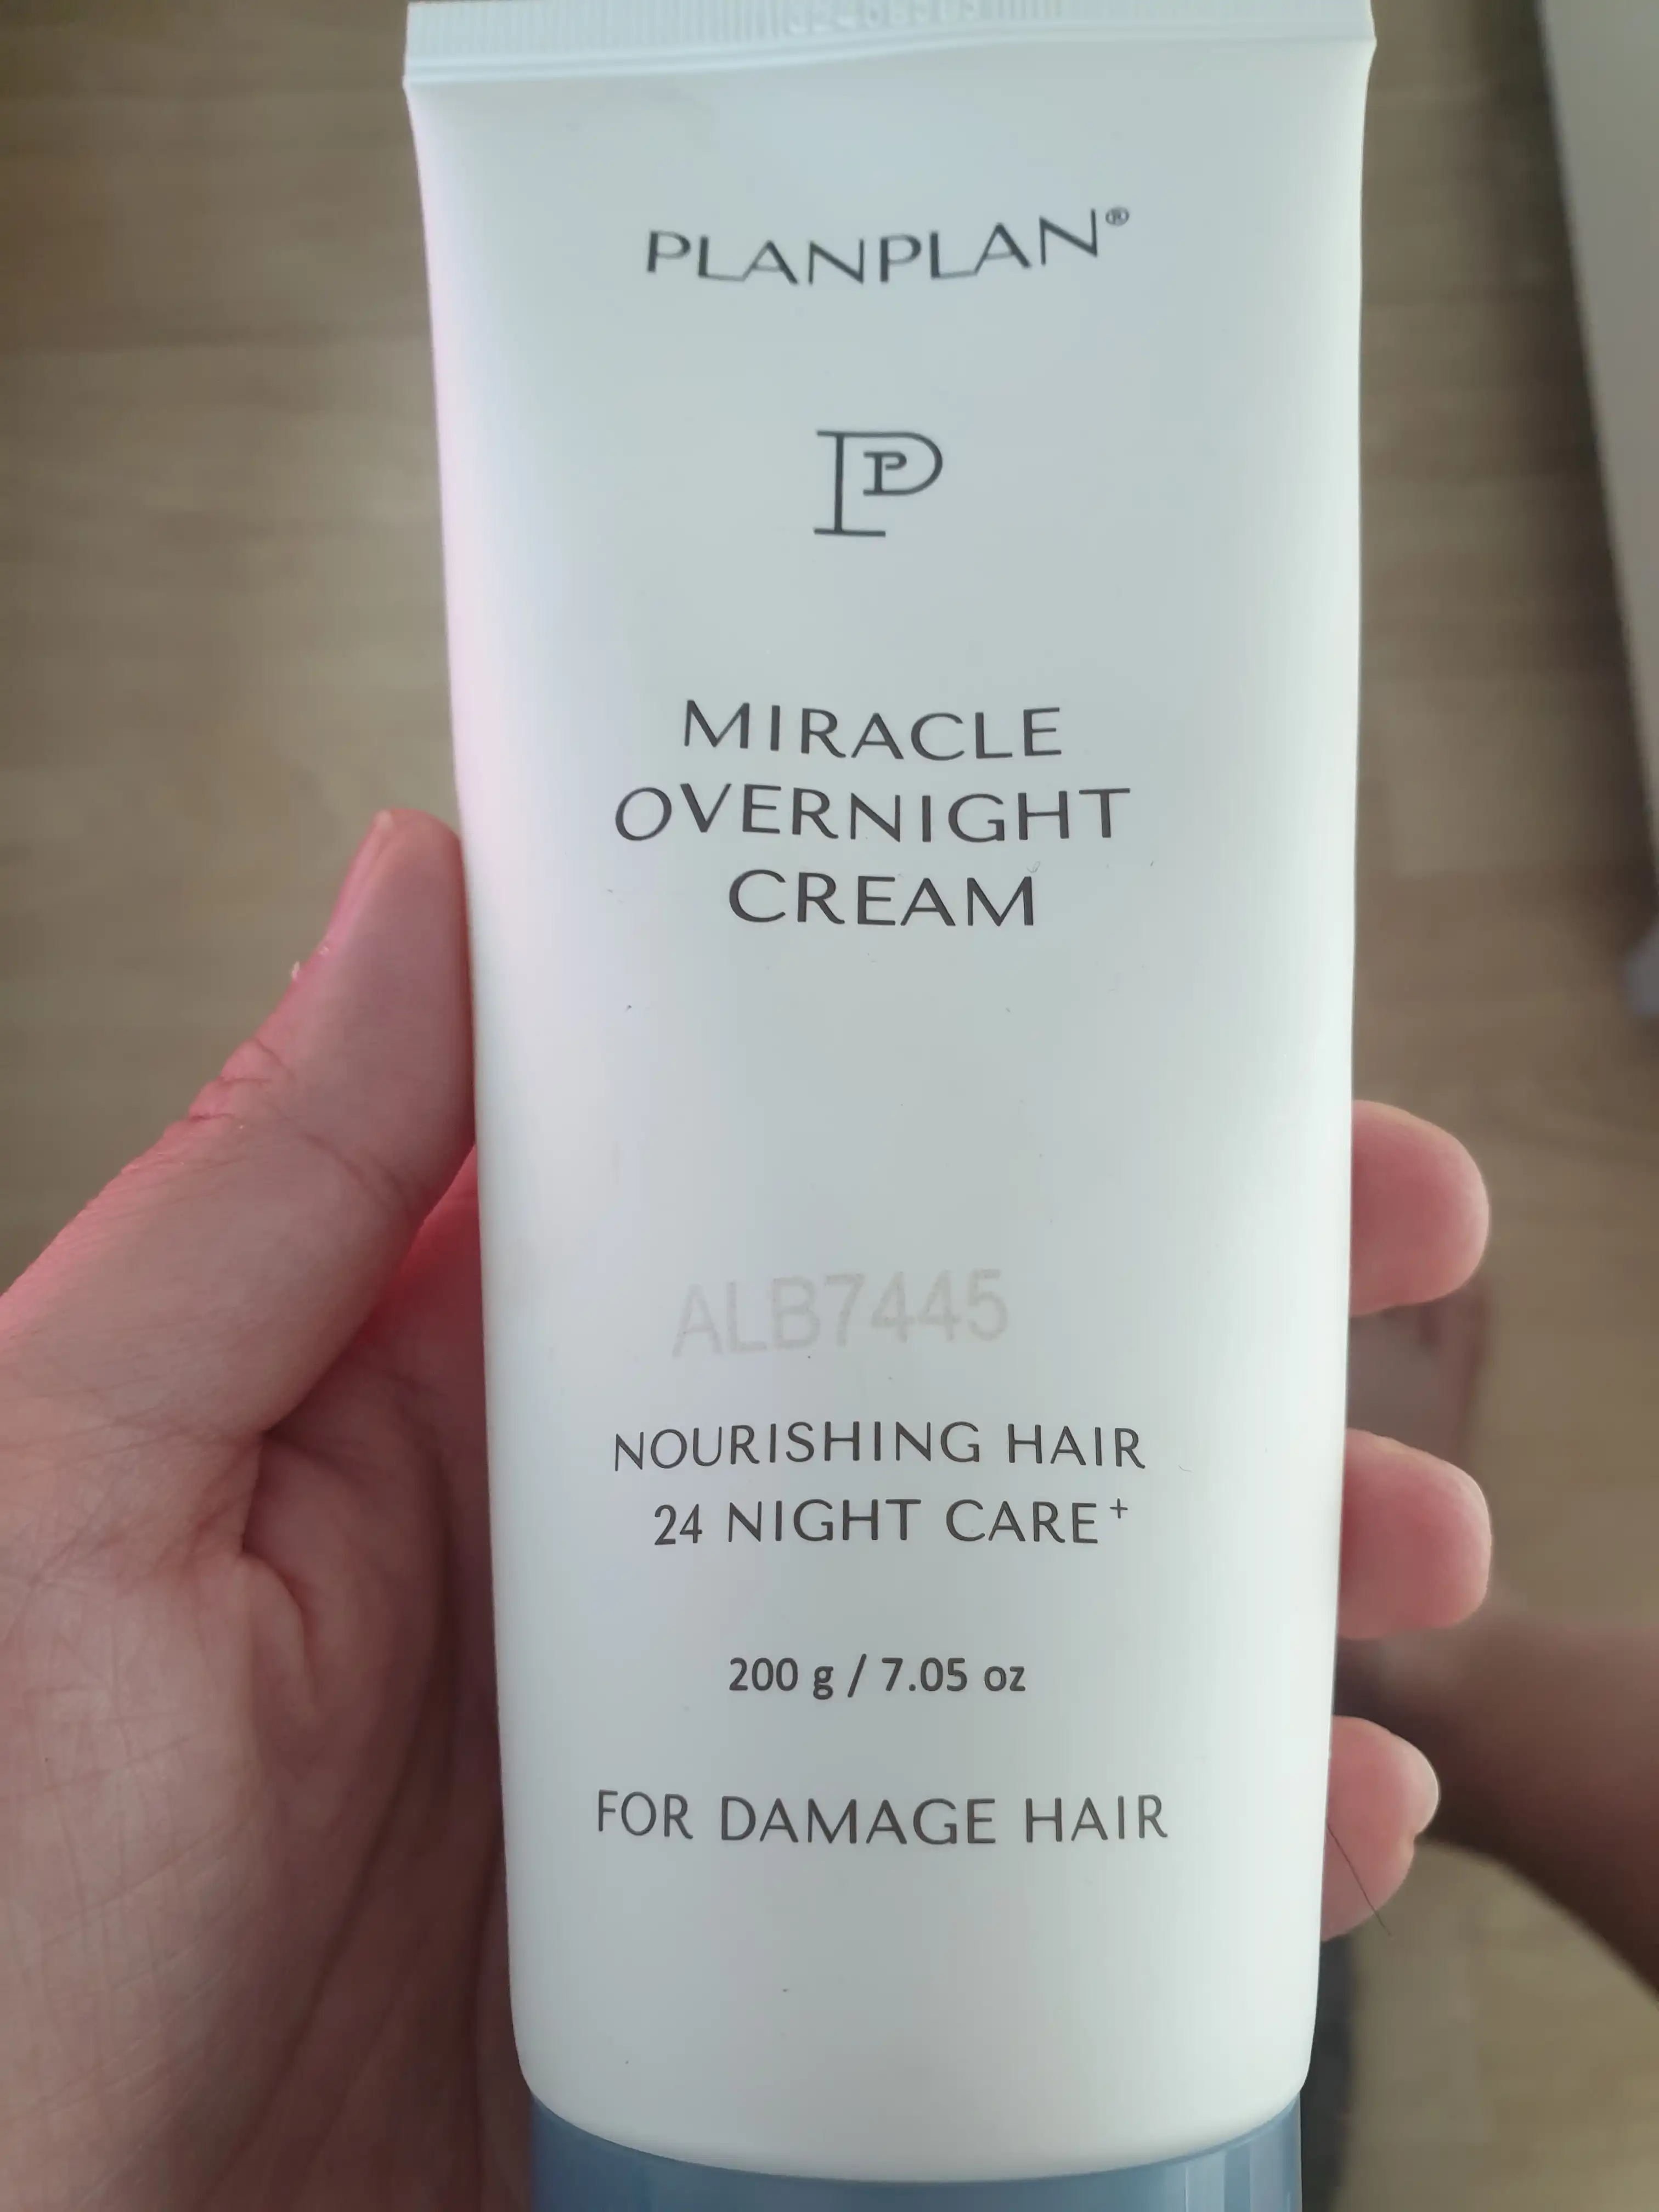 PLANPLAN®
P
P
MIRACLE
OVERNIGHT
CREAM
ALB7445
NOURISHING HAIR
24 NIGHT CARE+
200 g / 7.05 oz
FOR DAMAGE HAIR